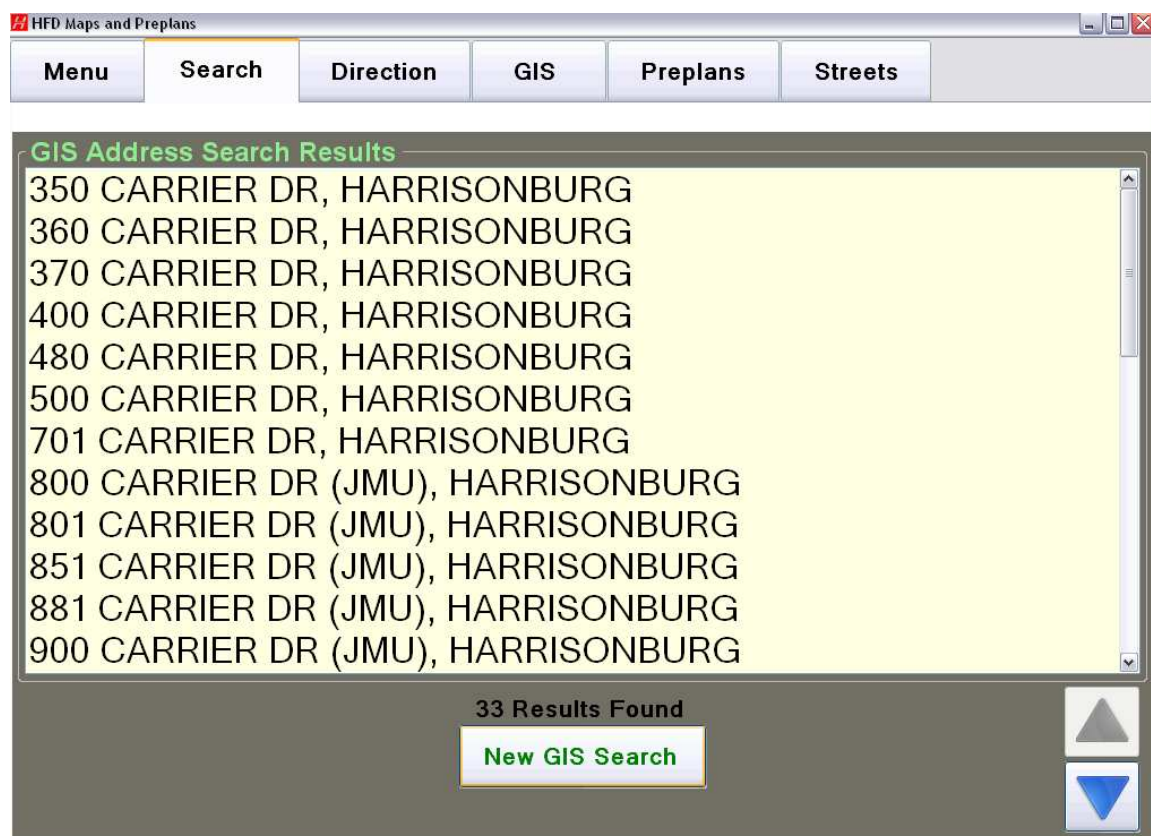 H HFD Maps and Preplans
Menu Search Direction GIS Preplans Streets
GIS Address Search Results
350 CARRIER DR, HARRISONBURG
360 CARRIER DR, HARRISONBURG
370 CARRIER DR, HARRISONBURG
400 CARRIER DR, HARRISONBURG
480 CARRIER DR, HARRISONBURG
500 CARRIER DR, HARRISONBURG
701 CARRIER DR, HARRISONBURG
800 CARRIER DR (JMU), HARRISONBURG
801 CARRIER DR (JMU), HARRISONBURG
851 CARRIER DR (JMU), HARRISONBURG
881 CARRIER DR (JMU), HARRISONBURG
900 CARRIER DR (JMU), HARRISONBURG
33 Results Found
New GIS Search